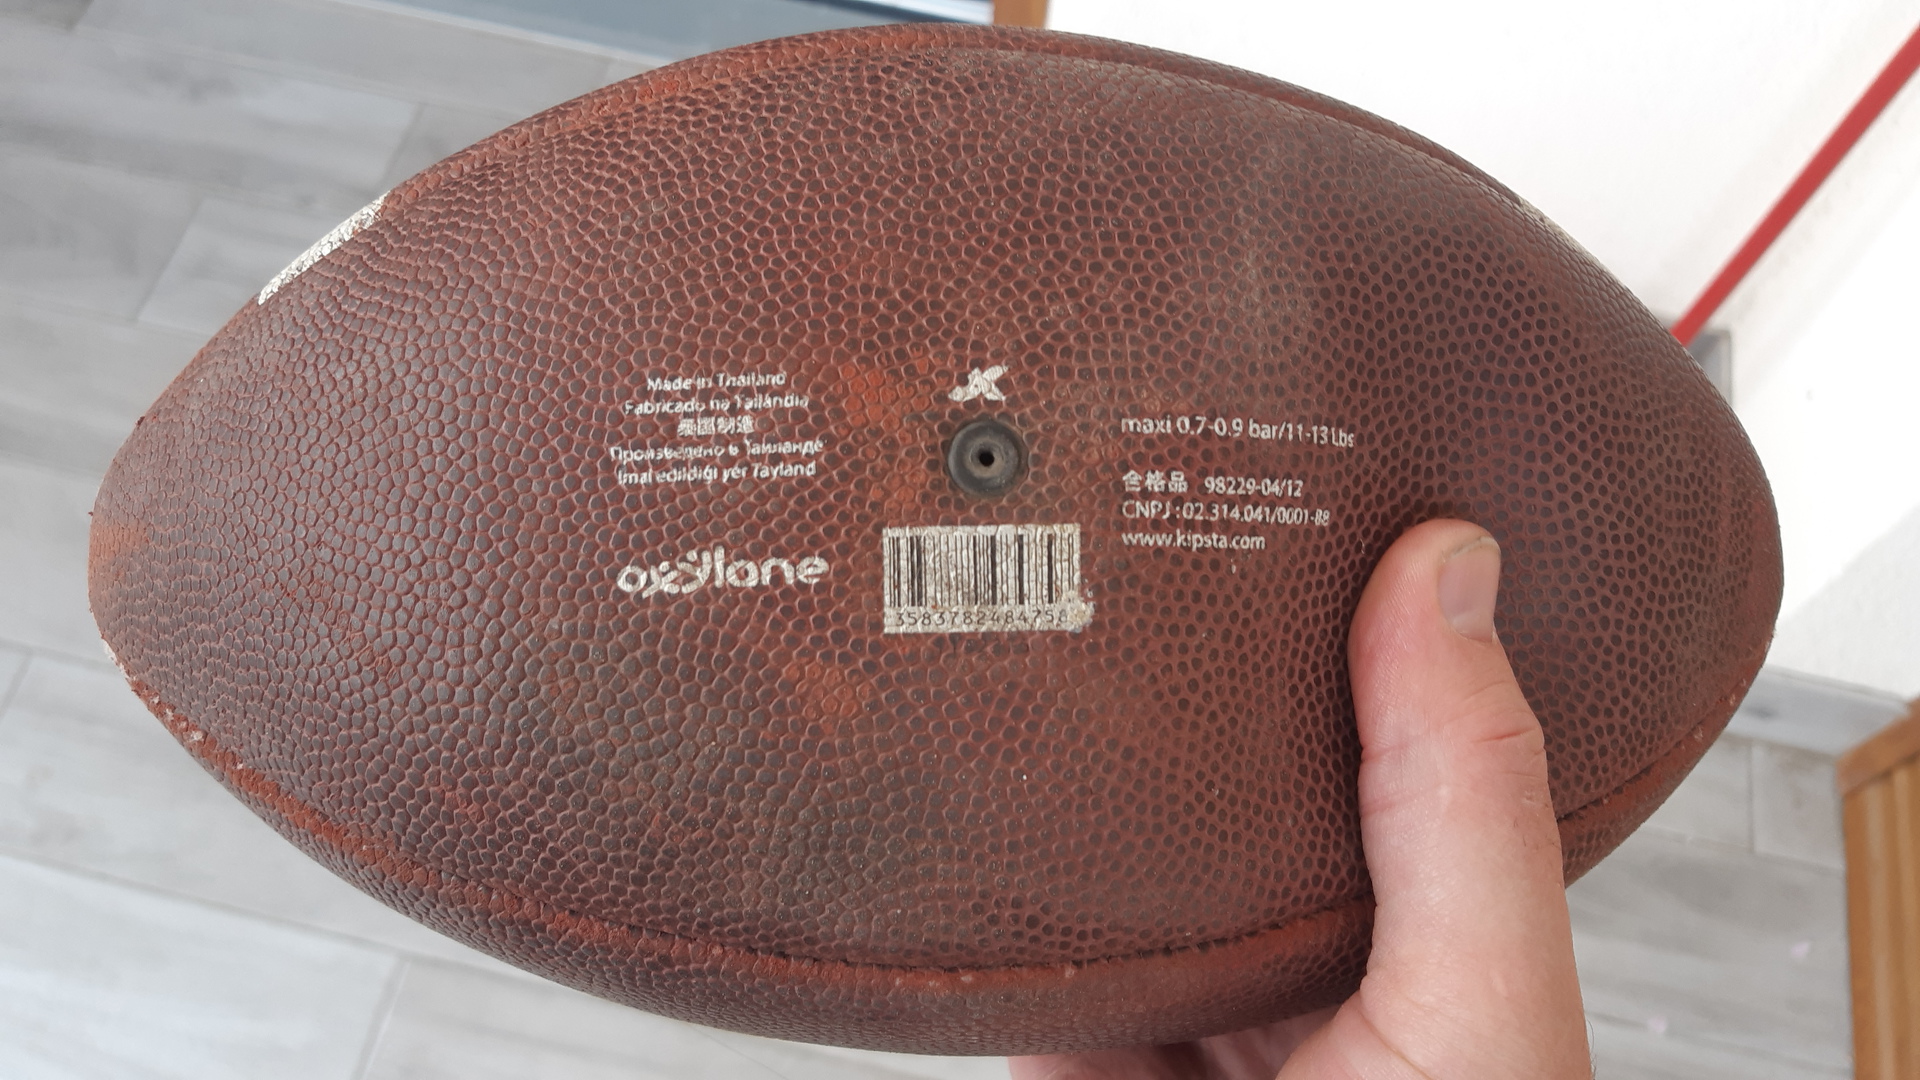 Made in Thailand
Fabricado na Tailândia
泰国制造
Произведено в Таиланде
İmal edildiği yer Tayland
oxylane
3583782484758
maxi 0.7-0.9 bar/11-13 Lbs
合格品 98229-04/12
CNPJ : 02.314.041/0001-88
www.kipsta.com